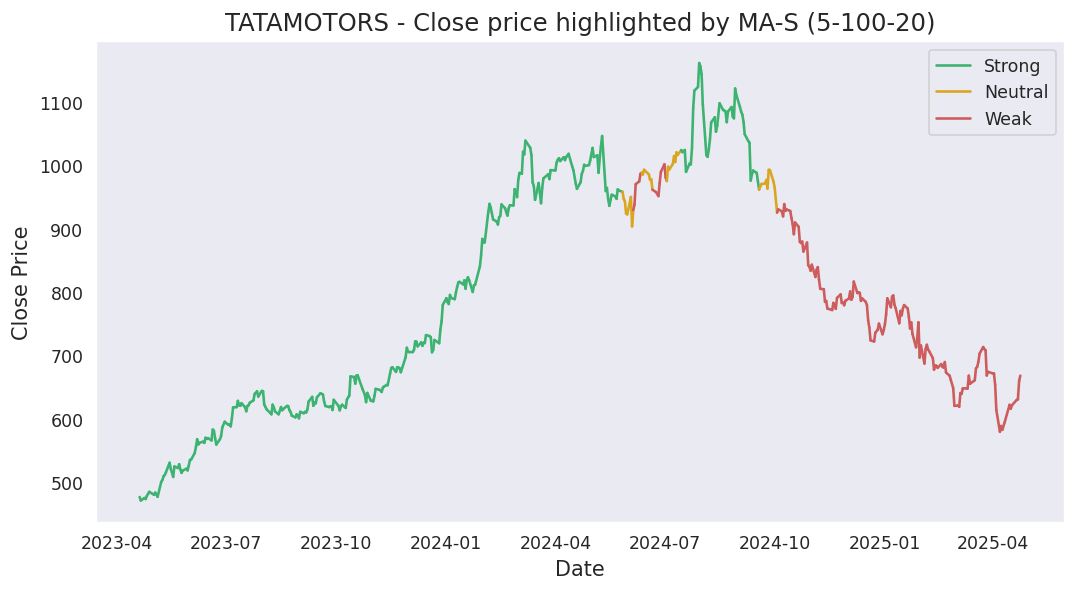 TATAMOTORS - Close price highlighted by MA-S (5-100-20)
Strong
Neutral
Weak
1100
1000
900
800
700
600
500
Close Price
2023-04 2023-07 2023-10 2024-01 2024-04 2024-07 2024-10 2025-01 2025-04
Date